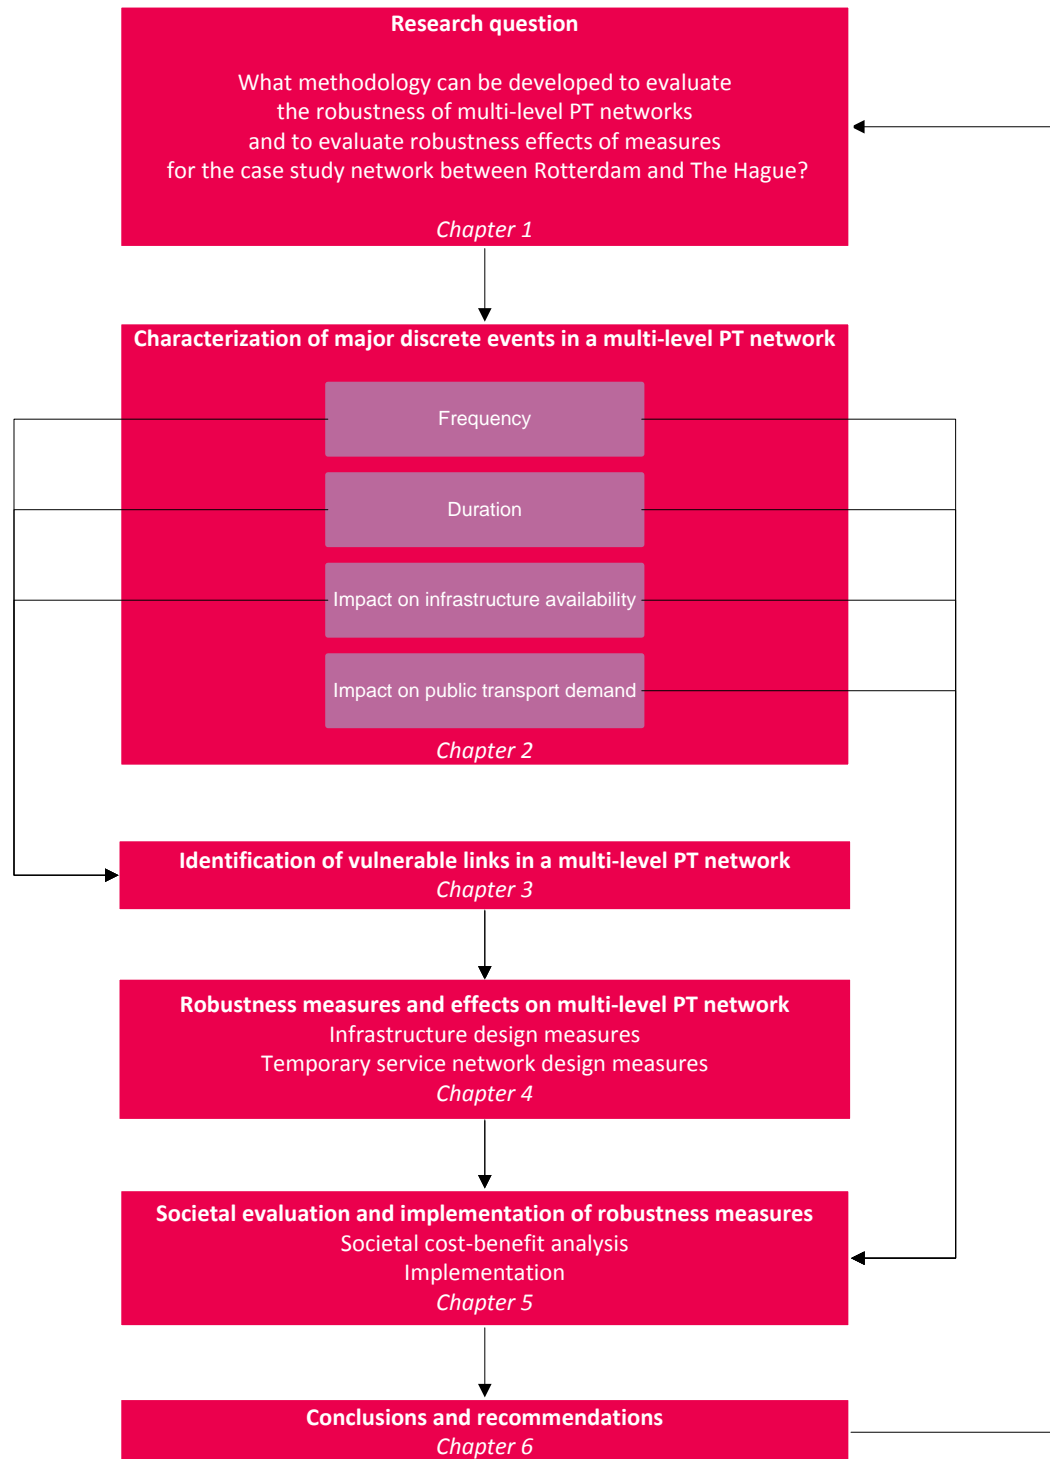 Research question
What methodology can be developed to evaluate
the robustness of multi-level PT networks
and to evaluate robustness effects of measures
for the case study network between Rotterdam and The Hague?
Chapter 1
Characterization of major discrete events in a multi-level PT network
Frequency
Duration
Impact on infrastructure availability
Impact on public transport demand
Chapter 2
Identification of vulnerable links in a multi-level PT network
Chapter 3
Robustness measures and effects on multi-level PT network
Infrastructure design measures
Temporary service network design measures
Chapter 4
Societal evaluation and implementation of robustness measures
Societal cost-benefit analysis
Implementation
Chapter 5
Conclusions and recommendations
Chapter 6